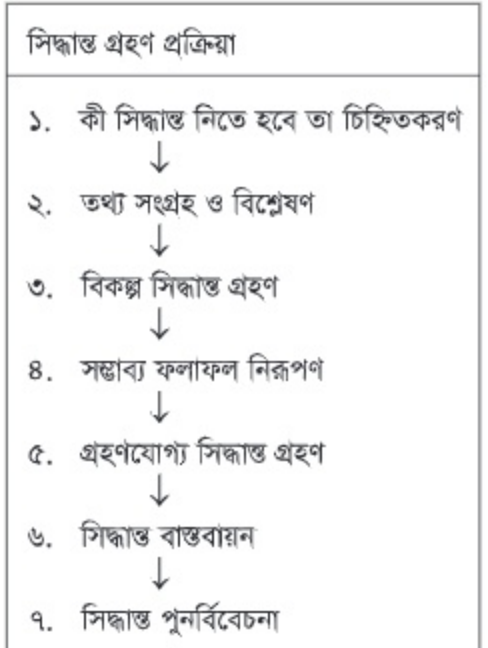 সিদ্ধান্ত গ্রহণ প্রক্রিয়া
১. কী সিদ্ধান্ত নিতে হবে তা চিহ্নিতকরণ
↓
২. তথ্য সংগ্রহ ও বিশ্লেষণ
↓
৩. বিকল্প সিদ্ধান্ত গ্রহণ
↓
৪. সম্ভাব্য ফলাফল নিরূপণ
↓
৫. গ্রহণযোগ্য সিদ্ধান্ত গ্রহণ
↓
৬. সিদ্ধান্ত বাস্তবায়ন
↓
৭. সিদ্ধান্ত পুনর্বিবেচনা